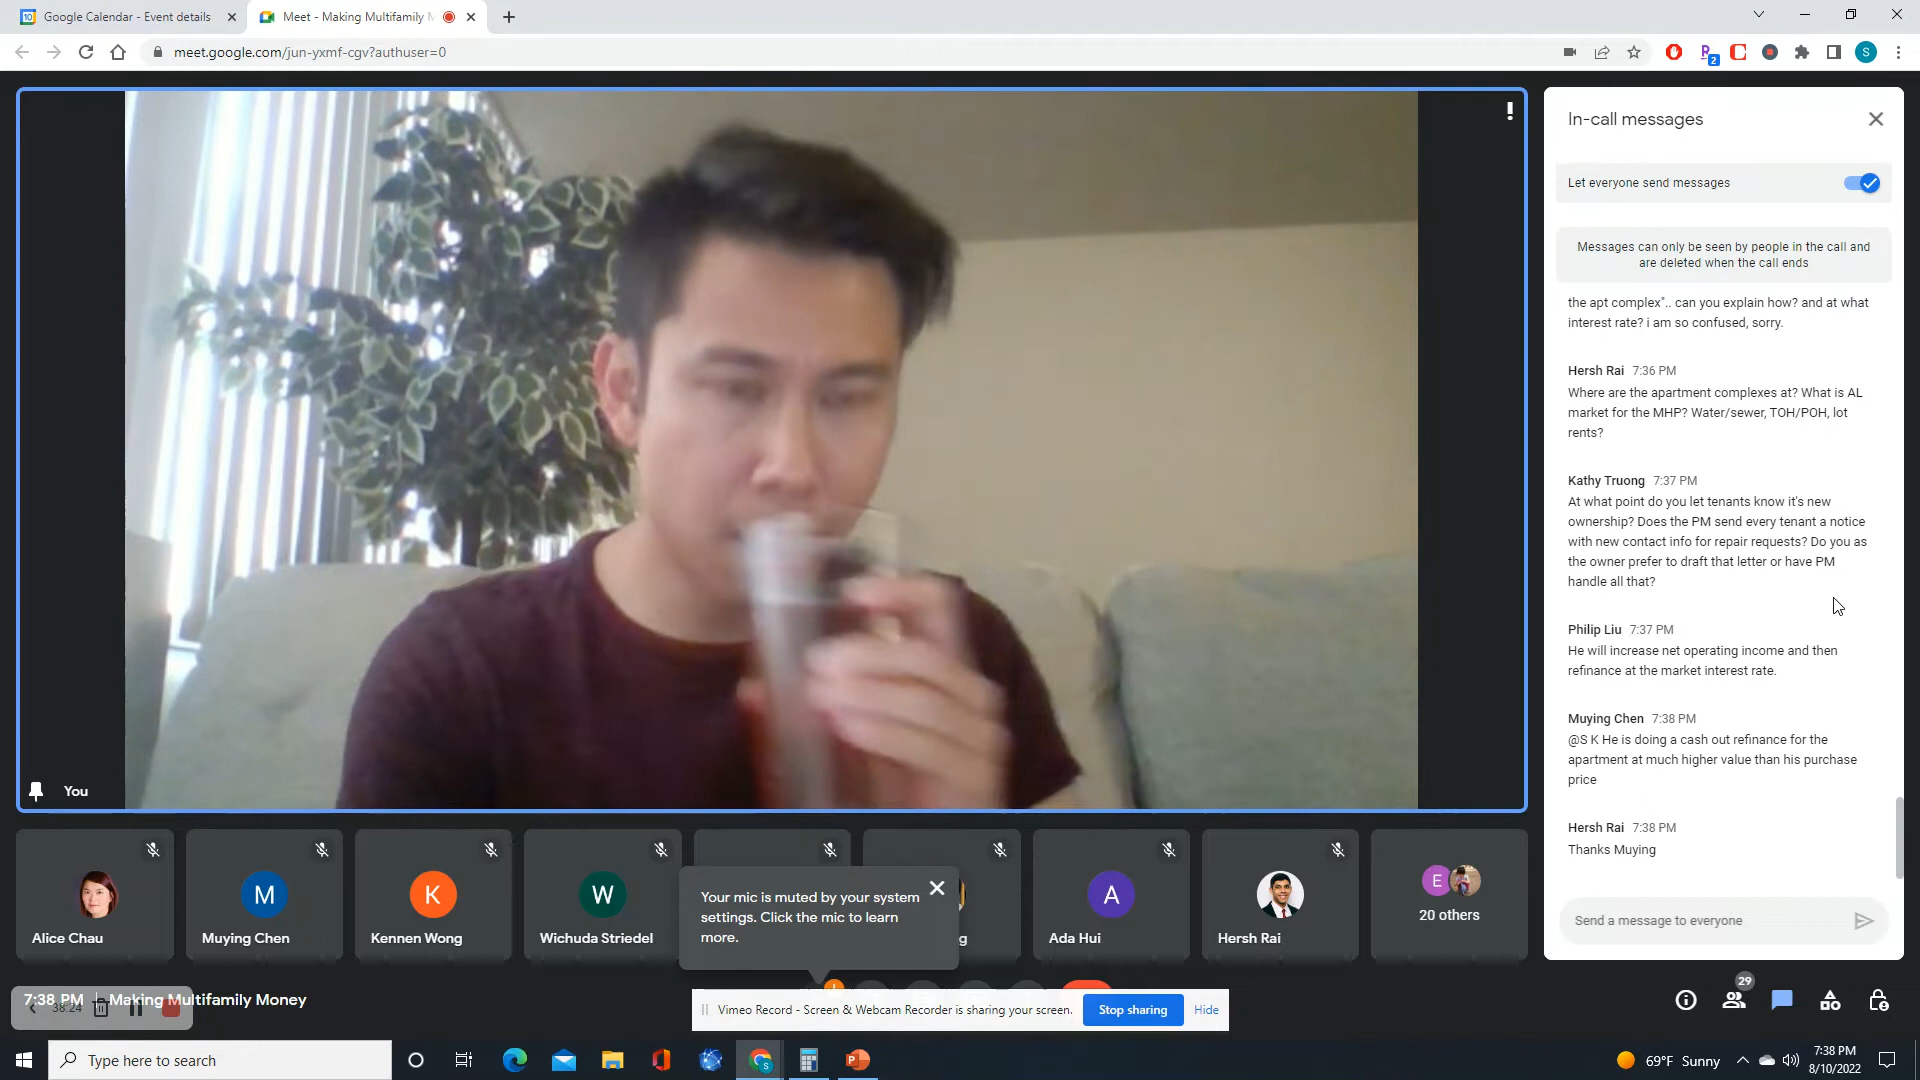 Google Calendar - Event details
Meet - Making Multifamily M
meet.google.com/jun-yxmf-cgv?authuser=0
2
S
In-call messages
Let everyone send messages
Messages can only be seen by people in the call and
are deleted when the call ends
the apt complex".. can you explain how? and at what
interest rate? i am so confused, sorry.
Hersh Rai 7:36 PM
Where are the apartment complexes at? What is AL
market for the MHP? Water/sewer, TOH/POH, lot
rents?
Kathy Truong 7:37 PM
At what point do you let tenants know it's new
ownership? Does the PM send every tenant a notice
with new contact info for repair requests? Do you as
the owner prefer to draft that letter or have PM
handle all that?
Philip Liu 7:37 PM
He will increase net operating income and then
refinance at the market interest rate.
Muying Chen 7:38 PM
@S K He is doing a cash out refinance for the
apartment at much higher value than his purchase
price
Hersh Rai 7:38 PM
Thanks Muying
Send a message to everyone
You
Alice Chau
M
Muying Chen
K
Kennen Wong
W
Wichuda Striedel
g
A
Ada Hui
Hersh Rai
E
20 others
Your mic is muted by your system
settings. Click the mic to learn
more.
7:38 PM | Making Multifamily Money
38:24
29
Vimeo Record - Screen & Webcam Recorder is sharing your screen.
Stop sharing
Hide
Type here to search
69°F Sunny
7:38 PM
8/10/2022